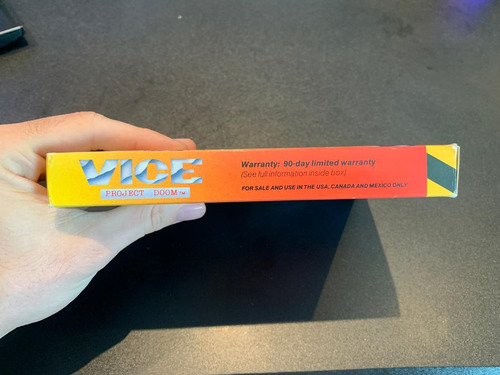 VICE
PROJECT DOOM™
Warranty: 90-day limited warranty
(See full information inside box)
FOR SALE AND USE IN THE USA, CANADA AND MEXICO ONLY